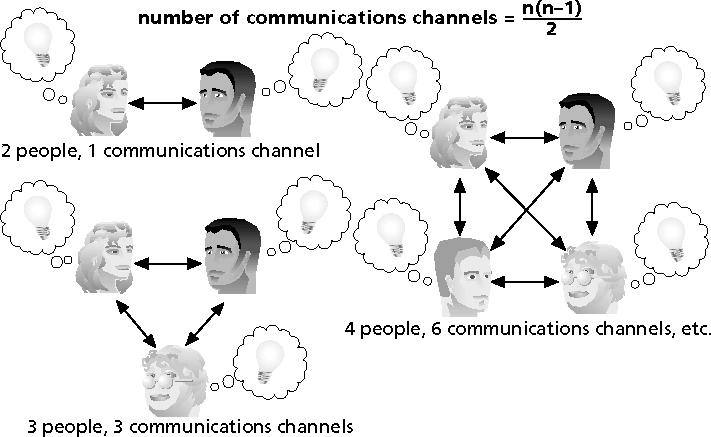 number of communications channels = n(n–1)
2
2 people, 1 communications channel
3 people, 3 communications channels
4 people, 6 communications channels, etc.